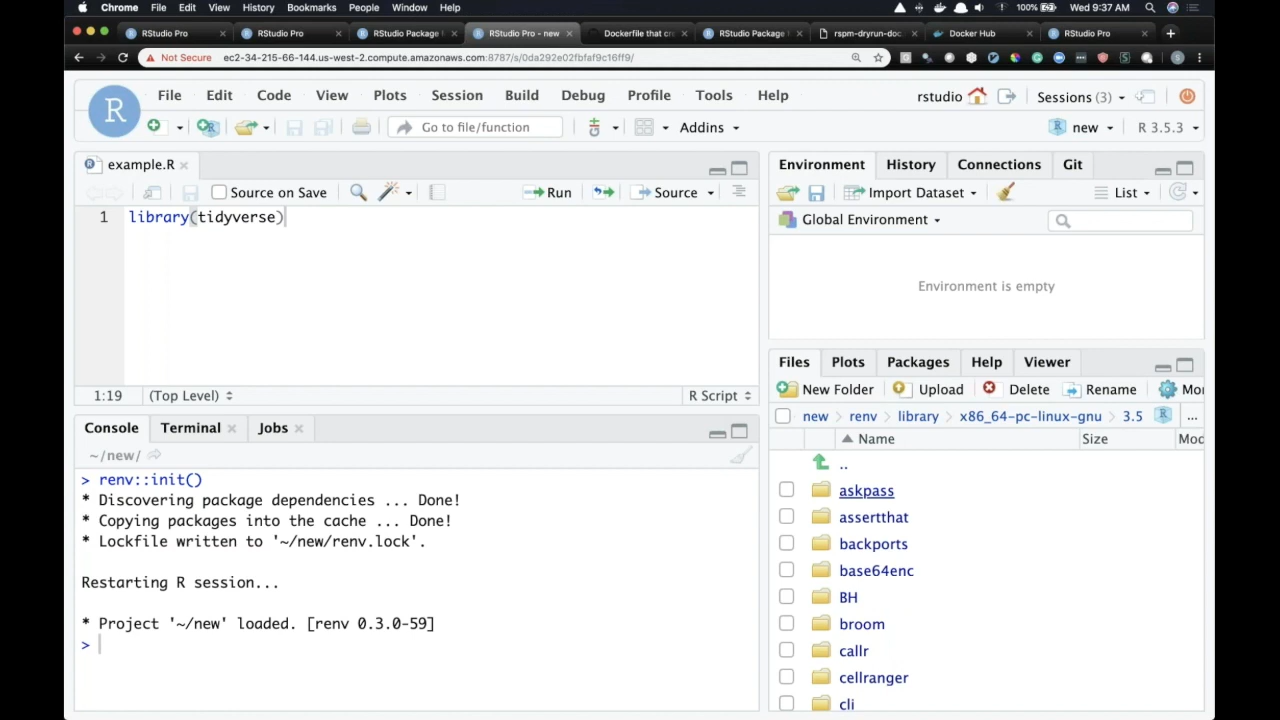 Chrome File Edit View History Bookmarks People Window Help 100% Wed 9:37 AM
RStudio Pro RStudio Pro RStudio Package RStudio Pro - new Dockerfile that cre RStudio Package rspm-dryrun-doc. Docker Hub RStudio Pro
Not Secure ec2-34-215-66-144.us-west-2.compute.amazonaws.com:8787/s/0da292e02fbfaf9c16ff9/
R File Edit Code View Plots Session Build Debug Profile Tools Help rstudio Sessions (3)
Go to file/function Addins new R 3.5.3
example.R
Source on Save Run Source
1 library(tidyverse)
1:19 (Top Level) R Script
Console Terminal Jobs
~/new/
> renv::init()
* Discovering package dependencies ... Done!
* Copying packages into the cache ... Done!
* Lockfile written to '~/new/renv.lock'.
Restarting R session...
* Project '~/new' loaded. [renv 0.3.0-59]
>
Environment History Connections Git
Import Dataset List
Global Environment
Environment is empty
Files Plots Packages Help Viewer
New Folder Upload Delete Rename Mor
new renv library x86_64-pc-linux-gnu 3.5 ...
Name Size Mod
..
askpass
assertthat
backports
base64enc
BH
broom
callr
cellranger
cli